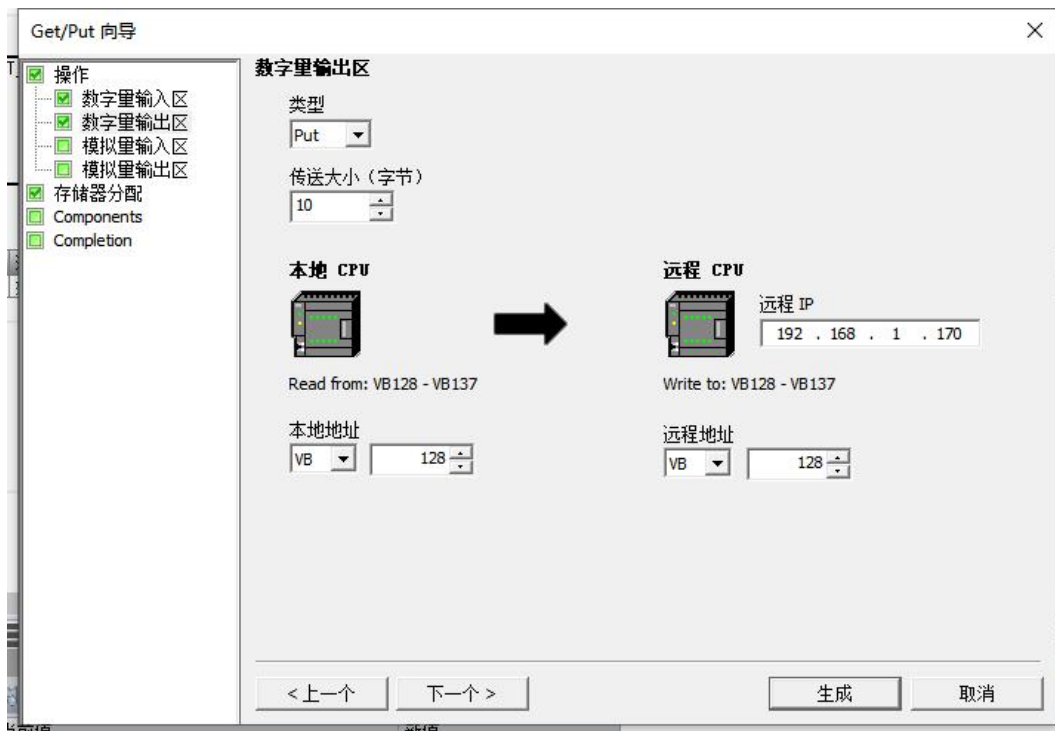 Get/Put 向导
操作
数字量输入区
数字量输出区
模拟量输入区
模拟量输出区
存储器分配
Components
Completion
数字量输出区
类型
Put
传送大小（字节）
10
本地 CPU
远程 CPU
远程 IP
192 . 168 . 1 . 170
Read from: VB128 - VB137
Write to: VB128 - VB137
本地地址
远程地址
VB 128
VB 128
<上一个
下一个 >
生成
取消